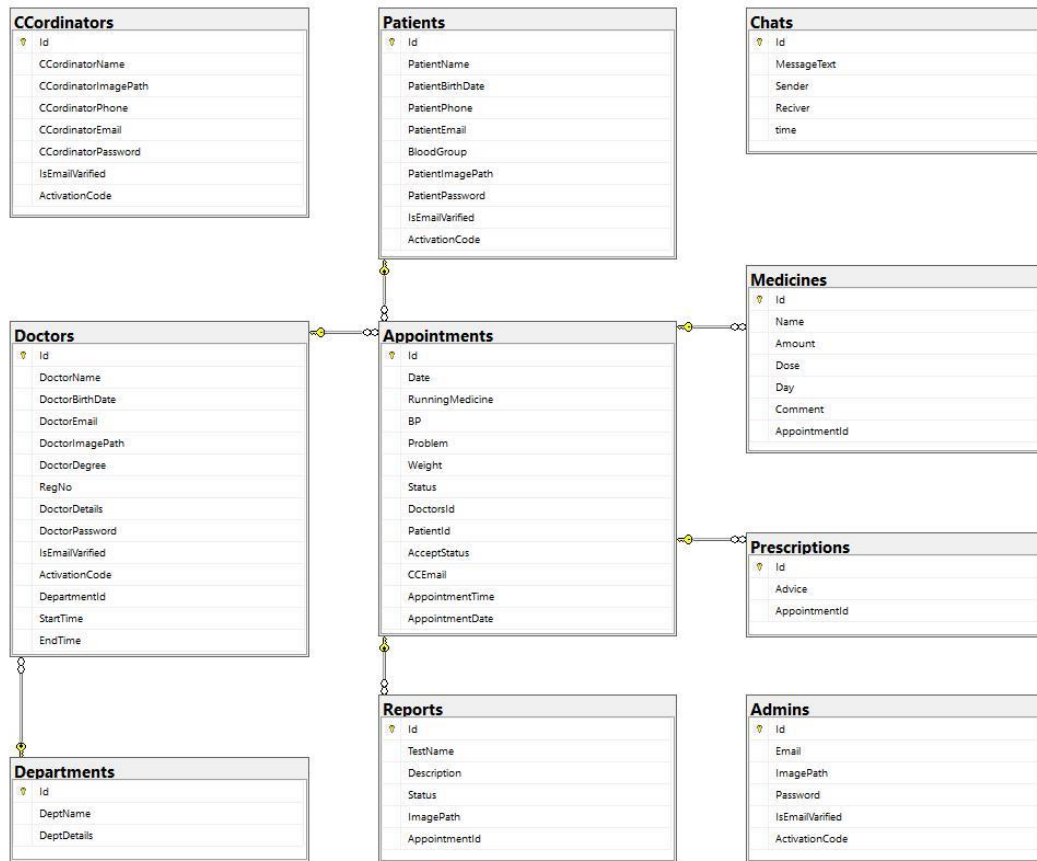 CCordinators
Id
CCordinatorName
CCordinatorImagePath
CCordinatorPhone
CCordinatorEmail
CCordinatorPassword
IsEmailVarified
ActivationCode
Patients
Id
PatientName
PatientBirthDate
PatientPhone
PatientEmail
BloodGroup
PatientImagePath
PatientPassword
IsEmailVarified
ActivationCode
Chats
Id
MessageText
Sender
Reciver
time
Doctors
Id
DoctorName
DoctorBirthDate
DoctorEmail
DoctorImagePath
DoctorDegree
RegNo
DoctorDetails
DoctorPassword
IsEmailVarified
ActivationCode
DepartmentId
StartTime
EndTime
Appointments
Id
Date
RunningMedicine
BP
Problem
Weight
Status
DoctorsId
PatientId
AcceptStatus
CCEmail
AppointmentTime
AppointmentDate
Medicines
Id
Name
Amount
Dose
Day
Comment
AppointmentId
Prescriptions
Id
Advice
AppointmentId
Departments
Id
DeptName
DeptDetails
Reports
Id
TestName
Description
Status
ImagePath
AppointmentId
Admins
Id
Email
ImagePath
Password
IsEmailVarified
ActivationCode